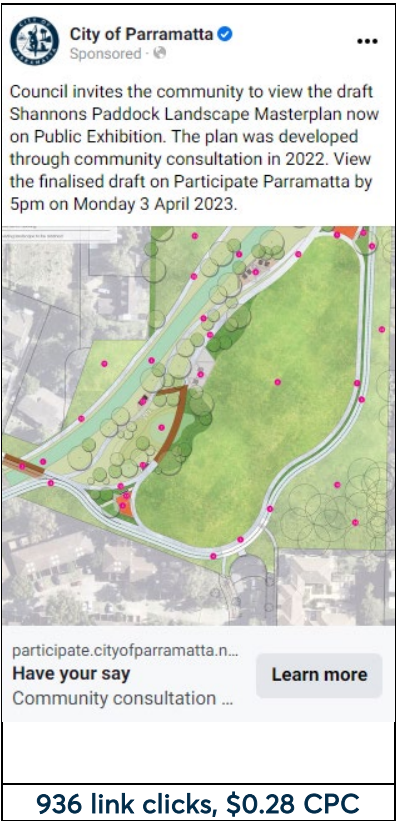 City of Parramatta
Sponsored ·
Council invites the community to view the draft
Shannons Paddock Landscape Masterplan now
on Public Exhibition. The plan was developed
through community consultation in 2022. View
the finalised draft on Participate Parramatta by
5pm on Monday 3 April 2023.
participate.cityofparramatta.n...
Have your say
Community consultation ...
Learn more
936 link clicks, $0.28 CPC